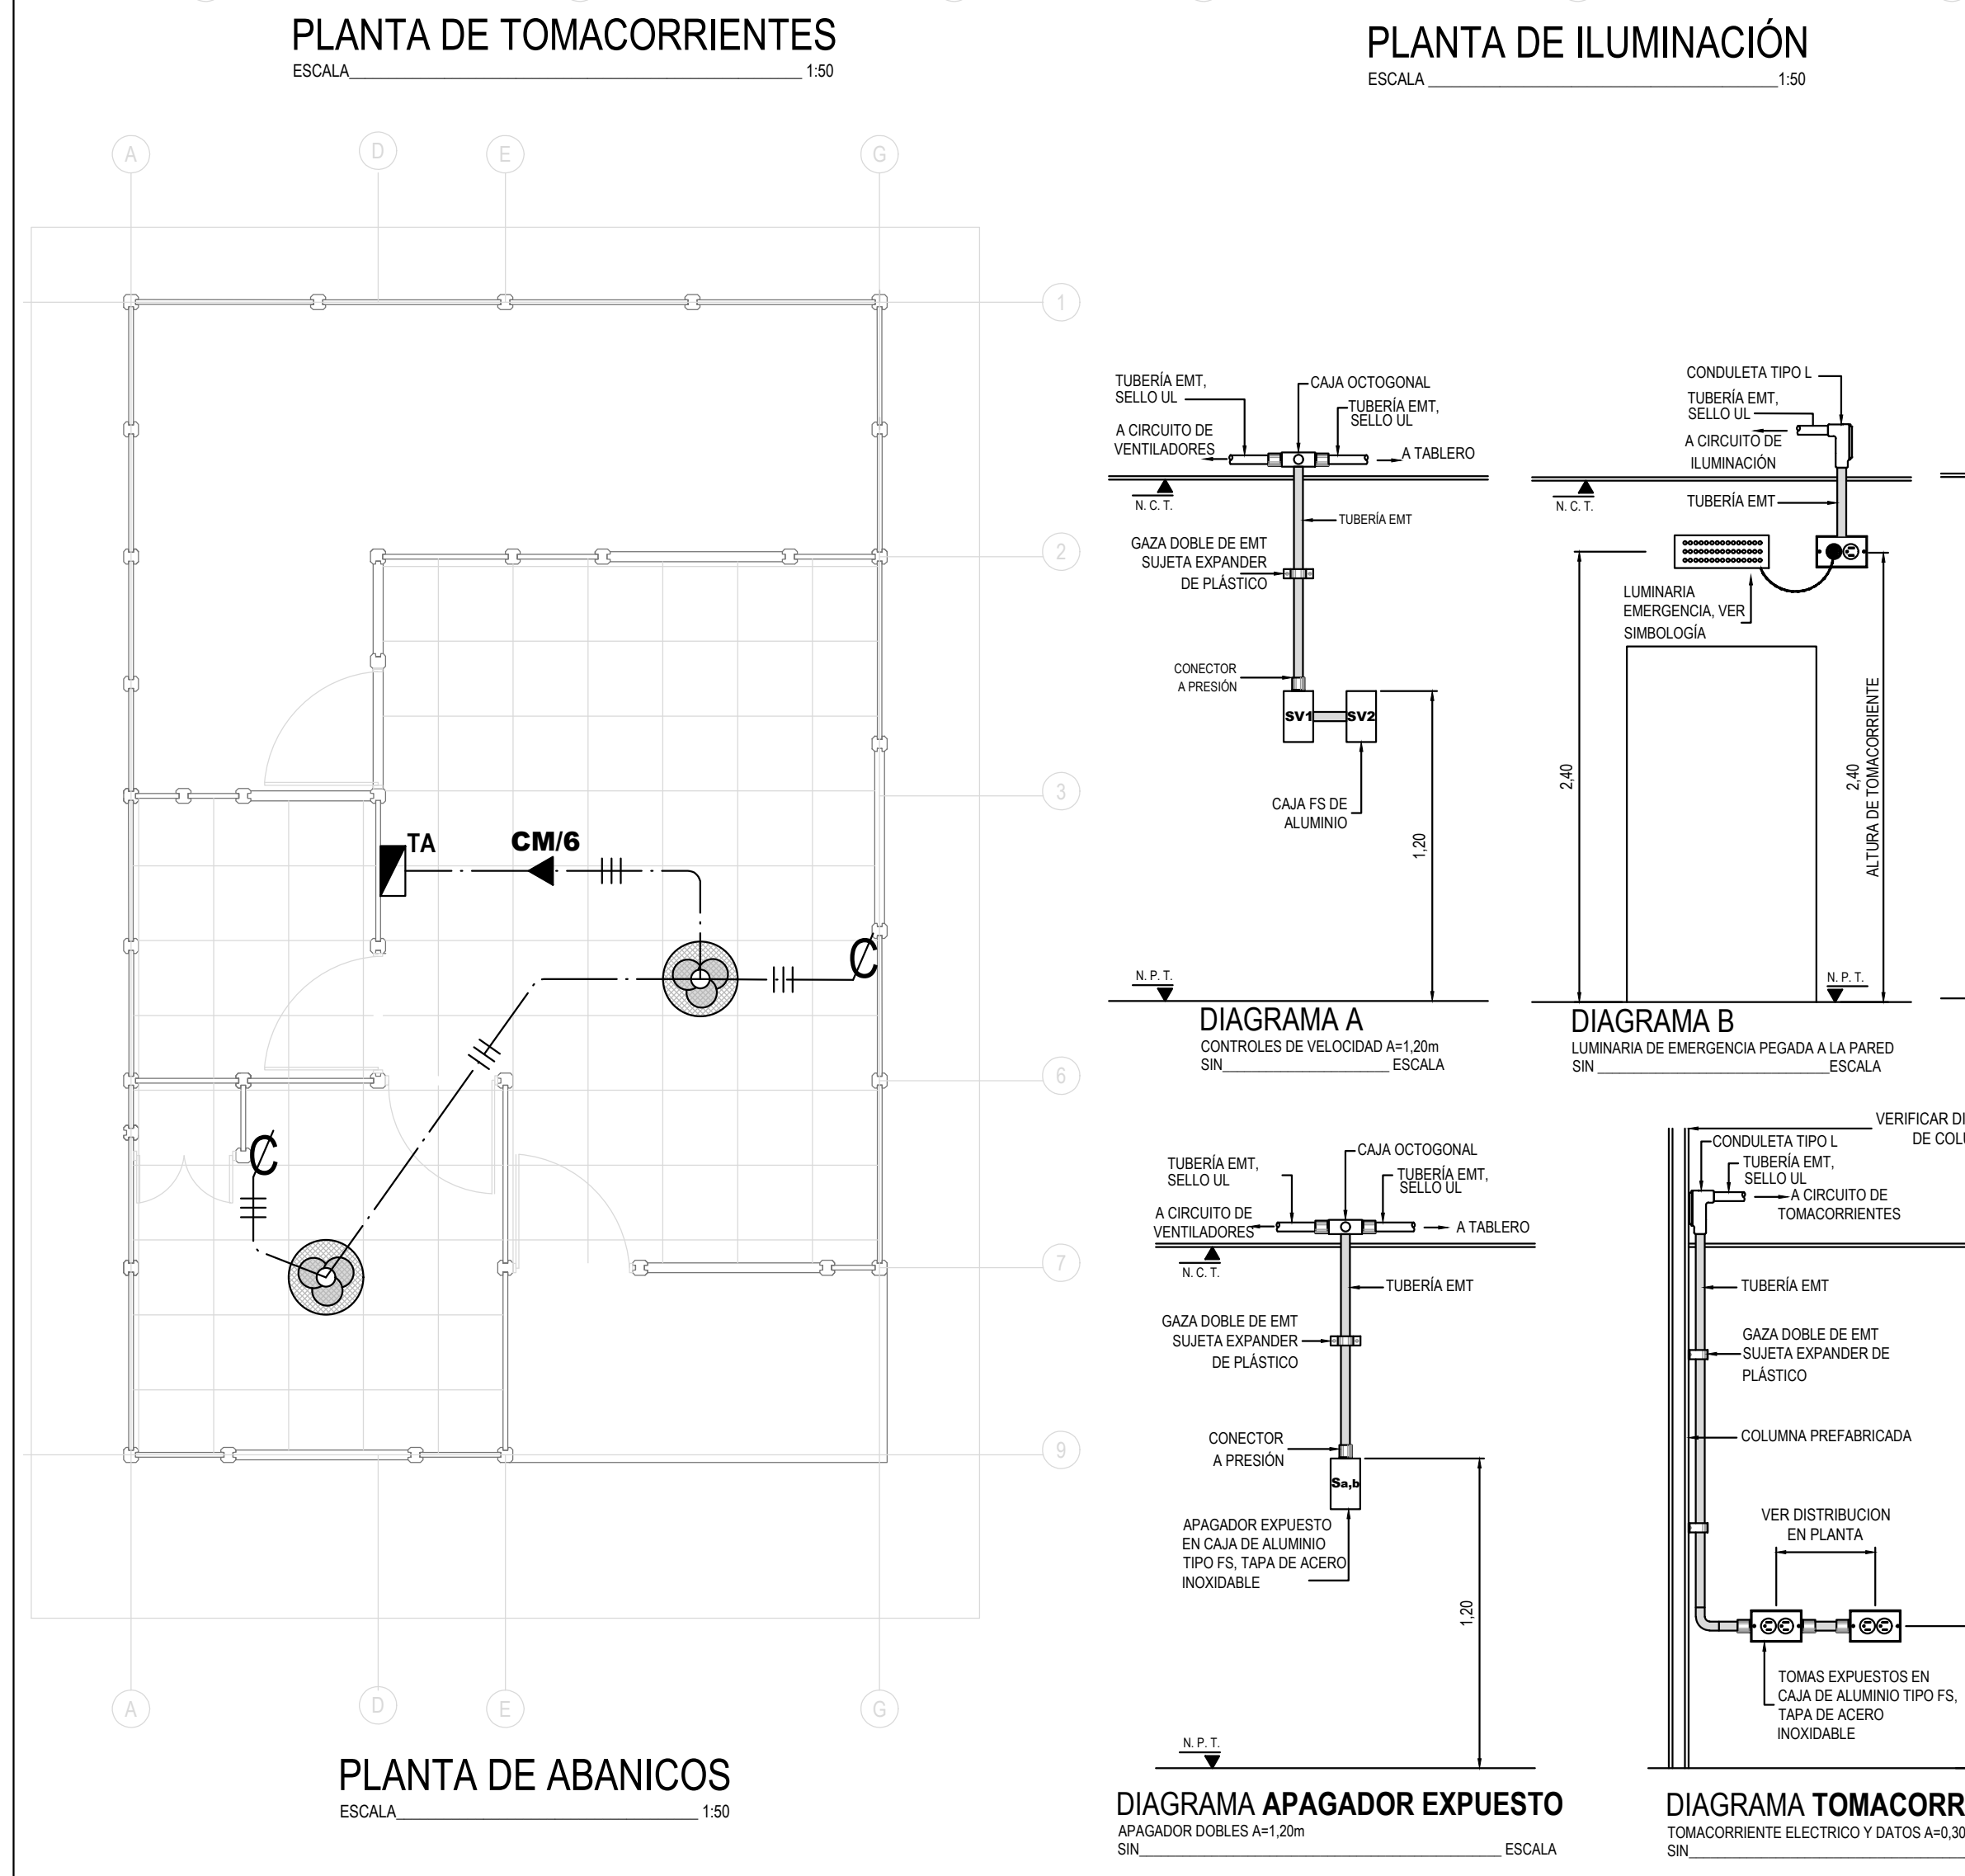 PLANTA DE TOMACORRIENTES
ESCALA 1:50
PLANTA DE ILUMINACIÓN
ESCALA 1:50
A
D
E
G
1
2
3
6
7
9
TA
CM/6
A
D
E
G
PLANTA DE ABANICOS
ESCALA 1:50
TUBERÍA EMT,
SELLO UL
CAJA OCTOGONAL
TUBERÍA EMT,
SELLO UL
A CIRCUITO DE
VENTILADORES
A TABLERO
N. C. T.
TUBERÍA EMT
GAZA DOBLE DE EMT
SUJETA EXPANDER
DE PLÁSTICO
CONECTOR
A PRESIÓN
SV1
SV2
CAJA FS DE
ALUMINIO
1,20
N. P. T.
DIAGRAMA A
CONTROLES DE VELOCIDAD A=1,20m
SIN ESCALA
CONDULETA TIPO L
TUBERÍA EMT,
SELLO UL
A CIRCUITO DE
ILUMINACIÓN
N. C. T.
TUBERÍA EMT
LUMINARIA
EMERGENCIA, VER
SIMBOLOGÍA
2,40
2,40
ALTURA DE TOMACORRIENTE
N. P. T.
DIAGRAMA B
LUMINARIA DE EMERGENCIA PEGADA A LA PARED
SIN ESCALA
CAJA OCTOGONAL
TUBERÍA EMT,
SELLO UL
TUBERÍA EMT,
SELLO UL
A CIRCUITO DE
VENTILADORES
A TABLERO
N. C. T.
TUBERÍA EMT
GAZA DOBLE DE EMT
SUJETA EXPANDER
DE PLÁSTICO
CONECTOR
A PRESIÓN
Sa,b
APAGADOR EXPUESTO
EN CAJA DE ALUMINIO
TIPO FS, TAPA DE ACERO
INOXIDABLE
1,20
N. P. T.
DIAGRAMA APAGADOR EXPUESTO
APAGADOR DOBLES A=1,20m
SIN ESCALA
VERIFICAR DI
DE COLU
CONDULETA TIPO L
TUBERÍA EMT,
SELLO UL
A CIRCUITO DE
TOMACORRIENTES
TUBERÍA EMT
GAZA DOBLE DE EMT
SUJETA EXPANDER DE
PLÁSTICO
COLUMNA PREFABRICADA
VER DISTRIBUCION
EN PLANTA
TOMAS EXPUESTOS EN
CAJA DE ALUMINIO TIPO FS,
TAPA DE ACERO
INOXIDABLE
DIAGRAMA TOMACORR
TOMACORRIENTE ELECTRICO Y DATOS A=0,30
SIN